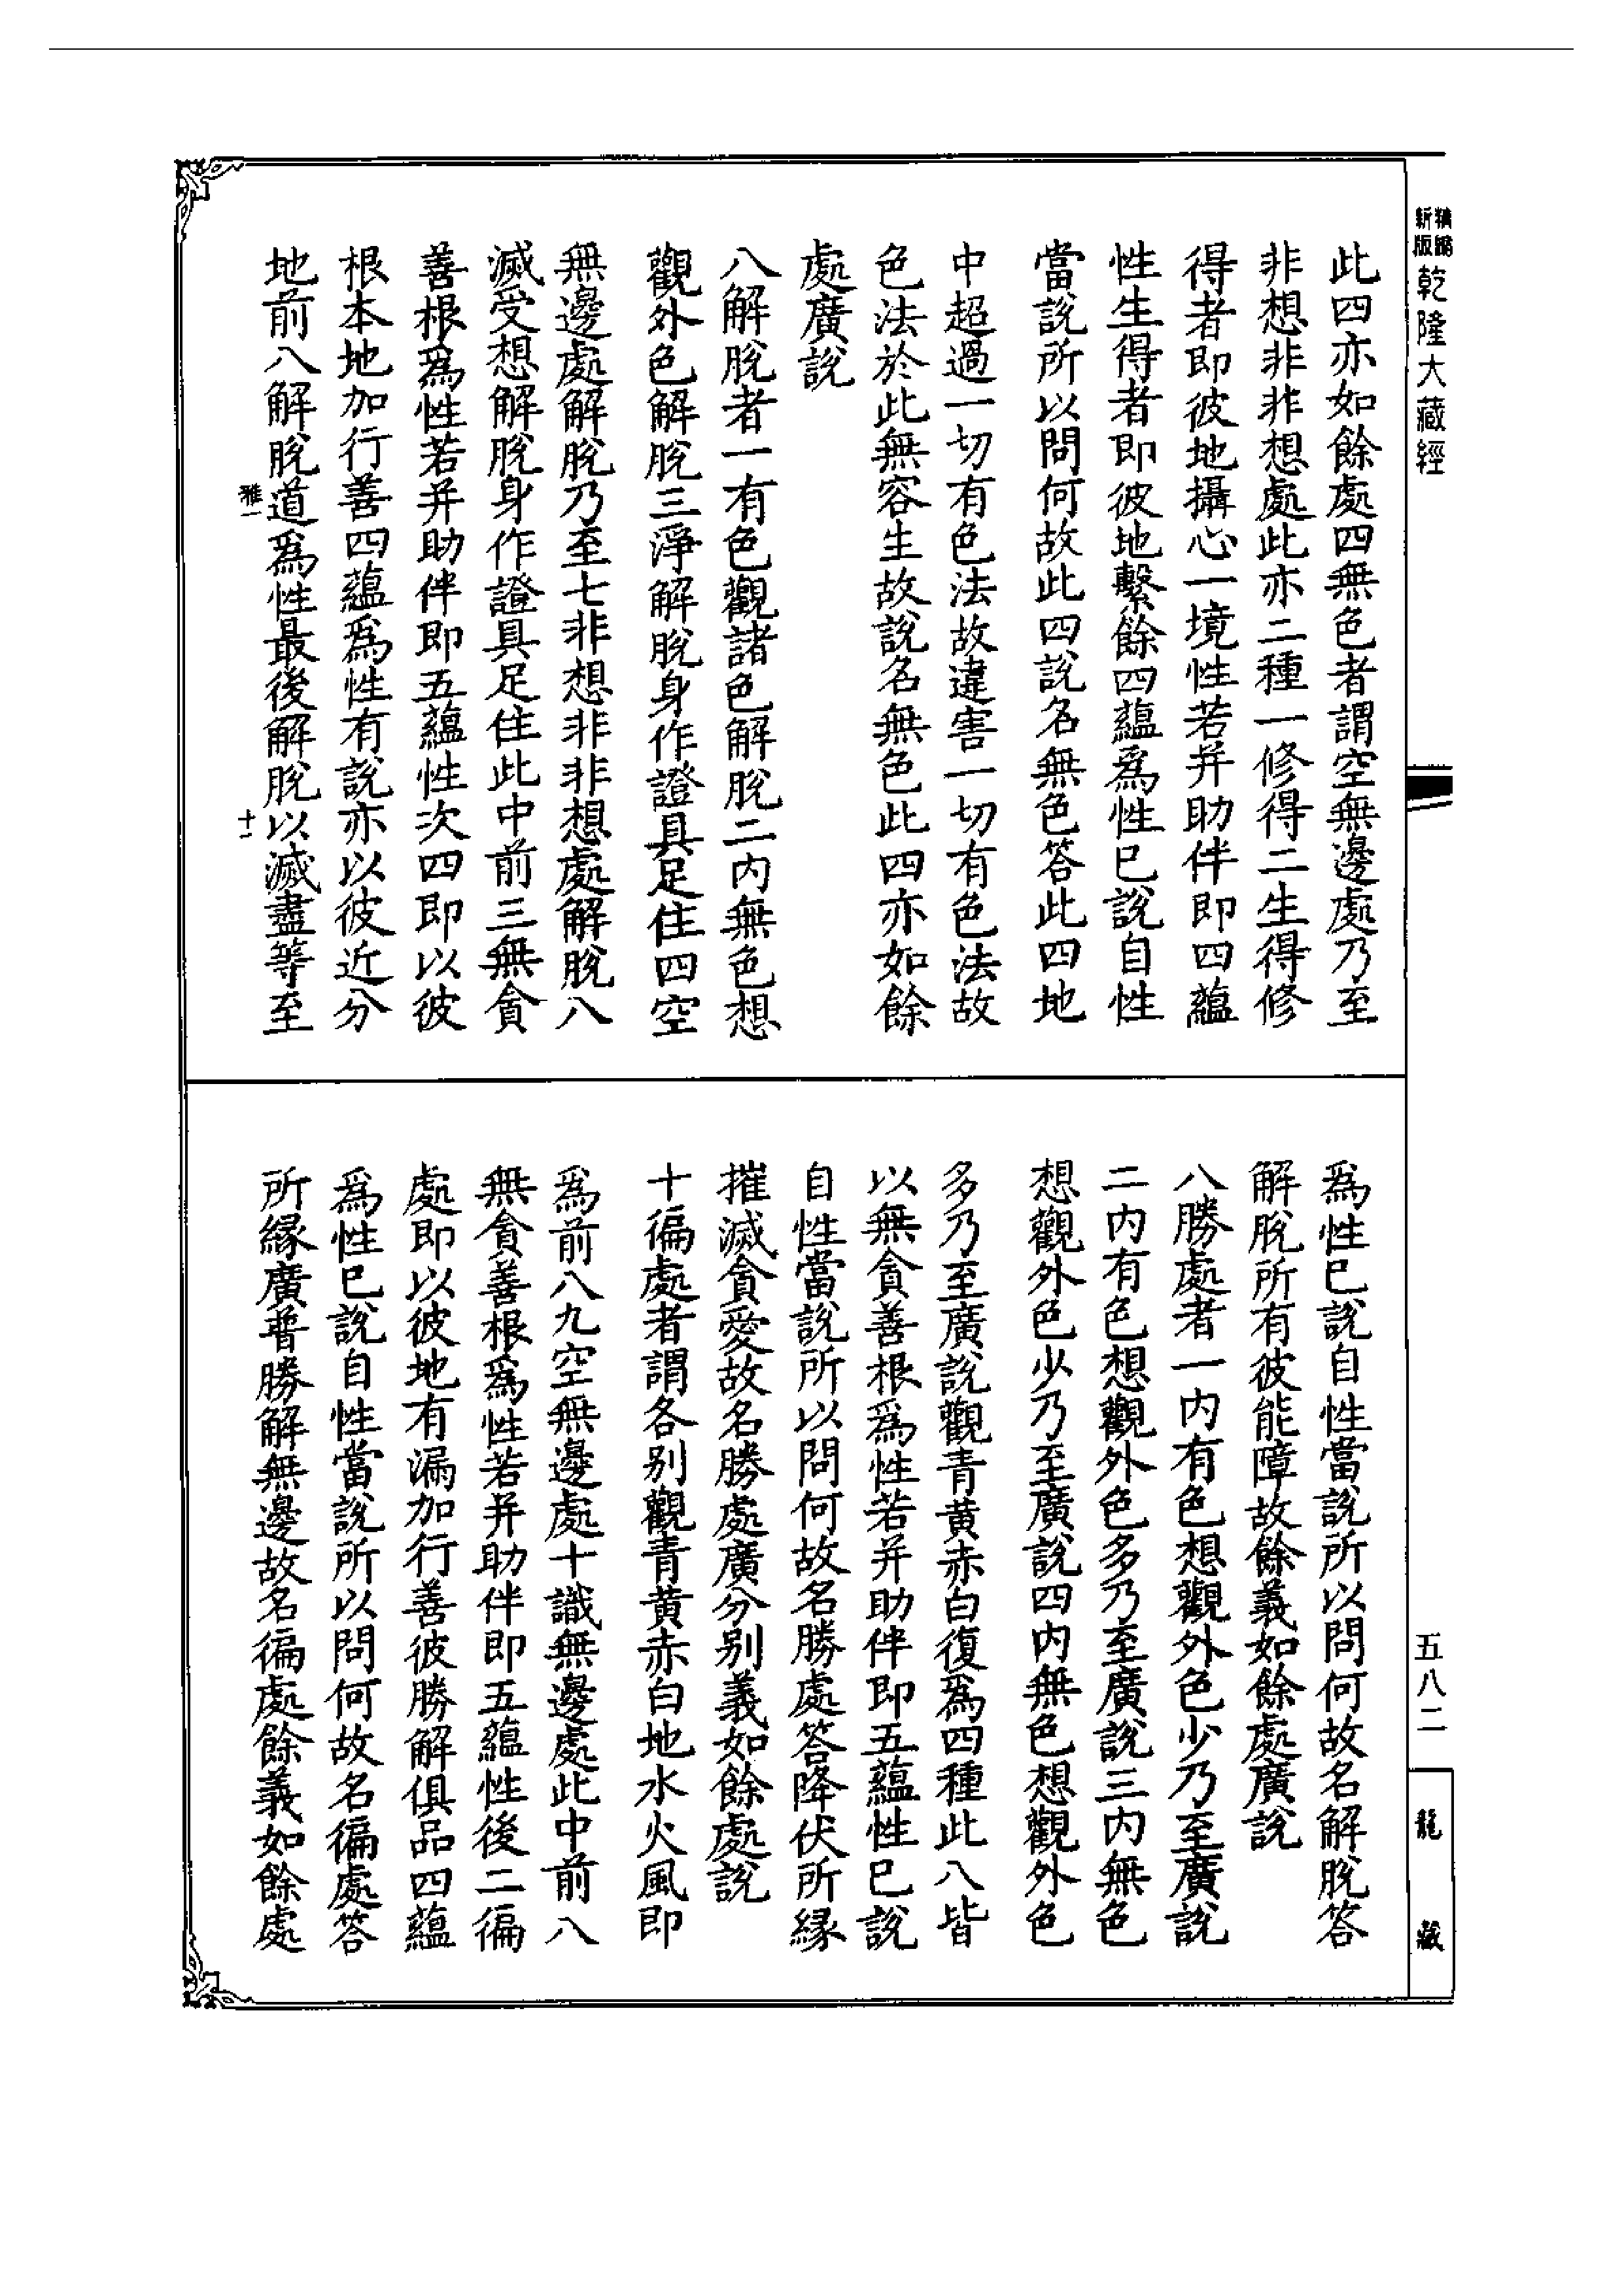 新版
精編
乾隆大藏經
五八二
龍藏
此四亦如餘處四無色者謂空無邊處乃至
非想非非想處此亦二種一修得二生得修
得者即彼地攝心一境性若并助伴即四蘊
性生得者即彼地繫餘四蘊爲性已說自性
當說所以問何故此四說名無色答此四地
中超過一切有色法故違害一切有色法故
色法於此無容生故說名無色此四亦如餘
處廣說
八解脫者一有色觀諸色解脫二內無色想
觀外色解脫三淨解脫身作證具足住四空
無邊處解脫乃至七非想非非想處解脫八
滅受想解脫身作證具足住此中前三無貪
善根爲性若并助伴即五蘊性次四即以彼
根本地加行善四蘊爲性有說亦以彼近分
地前八解脫道爲性最後解脫以滅盡等至
雅一 十一
爲性已說自性當說所以問何故名解脫答
解脫所有彼能障故餘義如餘處廣說
八勝處者一內有色想觀外色少乃至廣說
二內有色想觀外色多乃至廣說三內無色
想觀外色少乃至廣說四內無色想觀外色
多乃至廣說觀青黃赤白復爲四種此八皆
以無貪善根爲性若并助伴即五蘊性已說
自性當說所以問何故名勝處答降伏所緣
摧滅貪愛故名勝處廣分別義如餘處說
十徧處者謂各别觀青黃赤白地水火風即
爲前八九空無邊處十識無邊處此中前八
無貪善根爲性若并助伴即五蘊性後二徧
處即以彼地有漏加行善彼勝解俱品四蘊
爲性已說自性當說所以問何故名徧處答
所緣廣普勝解無邊故名徧處餘義如餘處